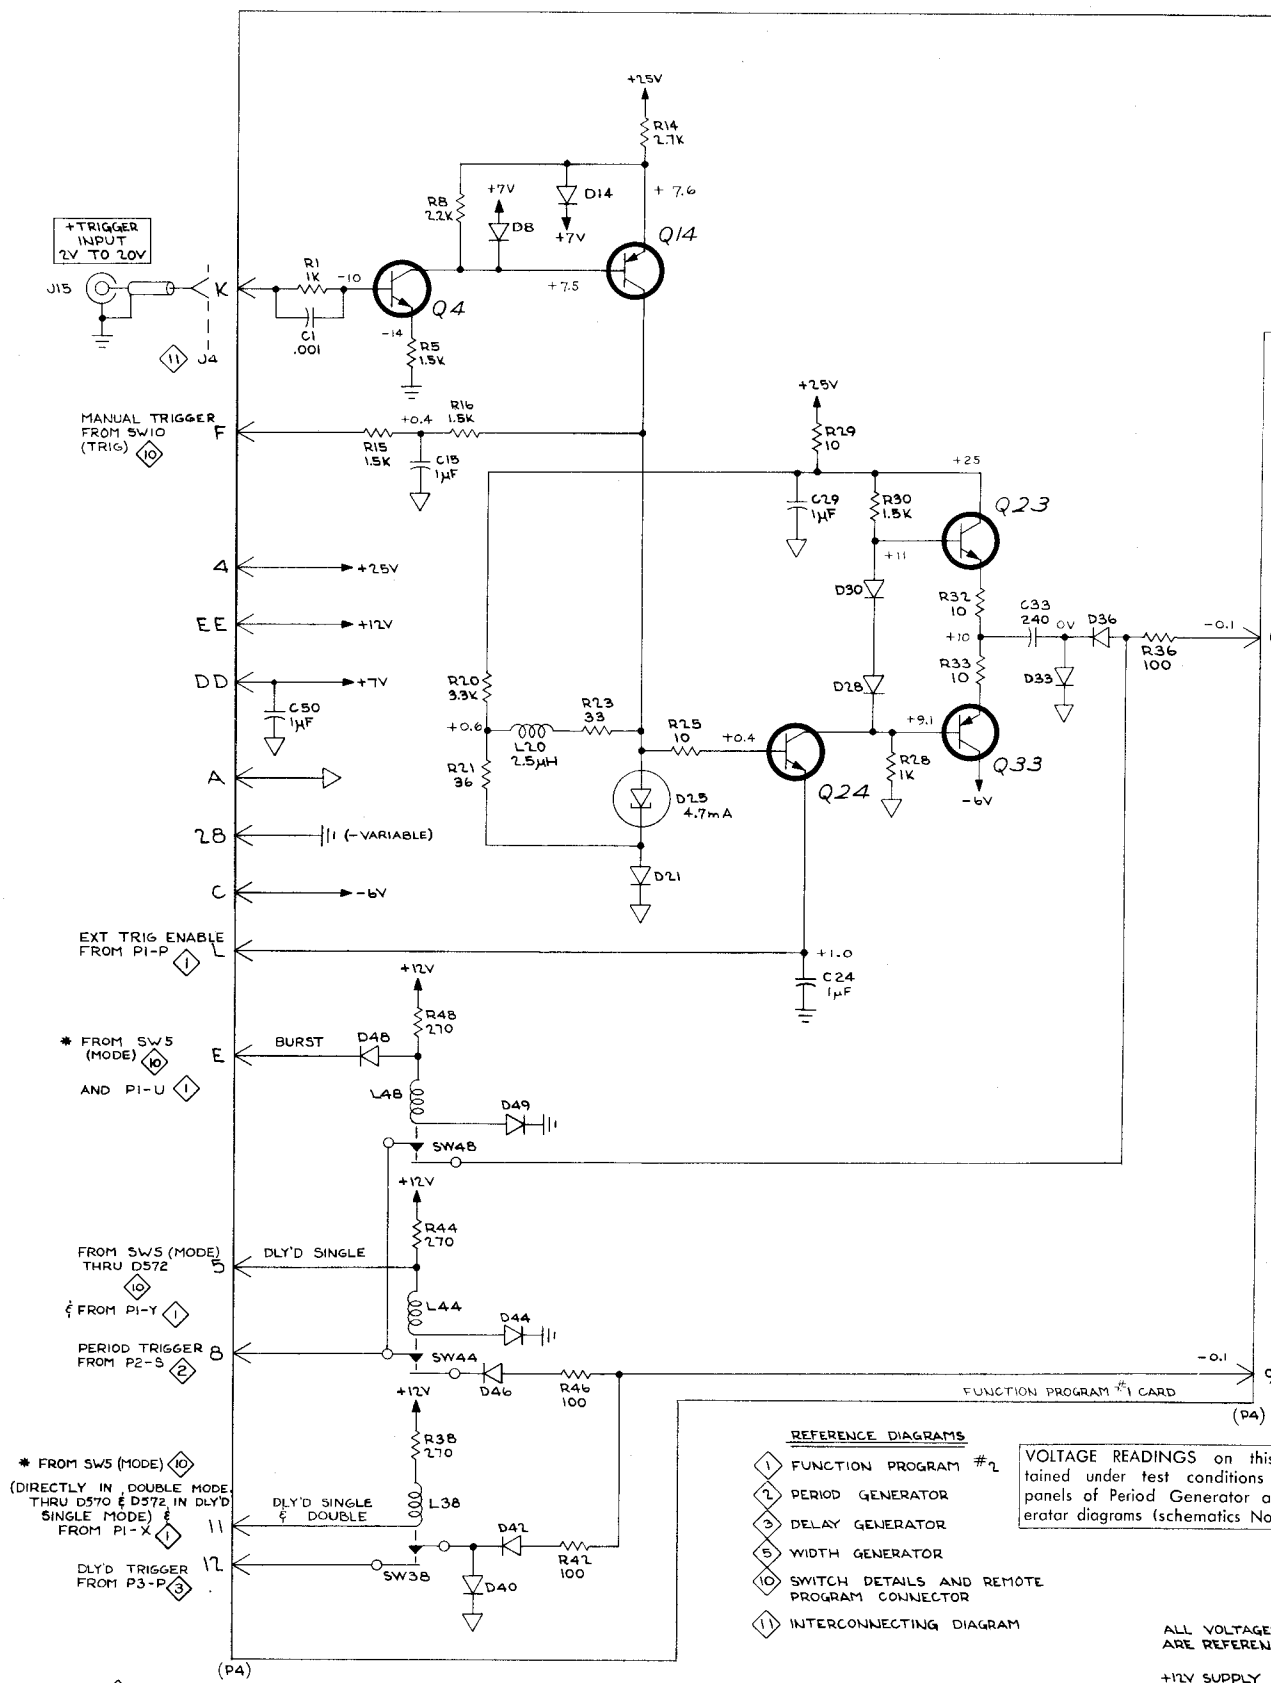 +25V
R14
2.7K
+ 7.6
+7V
D14
R8
2.2K
D8
+7V
Q14
+TRIGGER
INPUT
2V TO 20V
R1
1K
-10
J15
K
+7.5
Q4
C1
.001
-14
R5
1.5K
11
J4
+25V
MANUAL TRIGGER
FROM SW10
(TRIG) 10
F
+0.4
R16
1.5K
R15
1.5K
C15
1µF
R29
10
+25
C29
1µF
R30
1.5K
Q23
+11
4
+25V
D30
R32
10
C33
240
0V
D36
-0.1
EE
+12V
+10
R36
100
R33
10
D33
DD
+7V
C50
1µF
R20
3.3K
R23
33
D28
+0.6
L20
2.5µH
R25
10
+0.4
+9.1
R21
36
R28
1K
Q33
A
D25
4.7mA
Q24
-6V
28
(-VARIABLE)
D21
C
-6V
EXT TRIG ENABLE
FROM P1-P 1
L
+1.0
C24
1µF
+12V
R48
270
* FROM SW5
(MODE) 10
AND P1-U 1
E
BURST
D48
L48
D49
SW48
+12V
R44
270
FROM SW5 (MODE)
THRU D572
10
& FROM P1-Y 1
5
DLY'D SINGLE
L44
D44
PERIOD TRIGGER
FROM P2-S 2
8
SW44
D46
R46
100
-0.1
+12V
FUNCTION PROGRAM #1 CARD
(P4)
R38
270
REFERENCE DIAGRAMS
1 FUNCTION PROGRAM #2
2 PERIOD GENERATOR
3 DELAY GENERATOR
5 WIDTH GENERATOR
10 SWITCH DETAILS AND REMOTE
PROGRAM CONNECTOR
11 INTERCONNECTING DIAGRAM
VOLTAGE READINGS on this
tained under test conditions
panels of Period Generator a
erator diagrams (schematics No
* FROM SW5 (MODE) 10
(DIRECTLY IN DOUBLE MODE,
THRU D570 & D572 IN DLY'D
SINGLE MODE) &
FROM P1-X 1
11
DLY'D SINGLE
& DOUBLE
L38
D42
R42
100
DLY'D TRIGGER
FROM P3-P 3
12
SW38
D40
(P4)
ALL VOLTAGE
ARE REFEREN
+12V SUPPLY